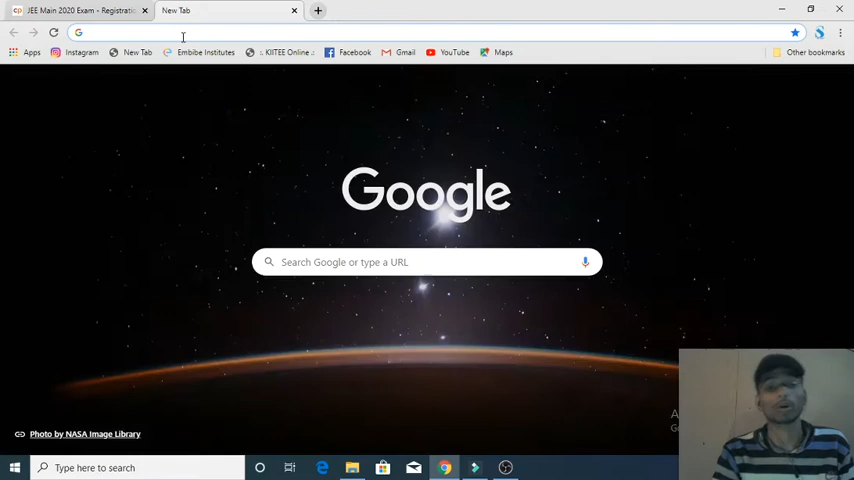 JEE Main 2020 Exam - Registratio
New Tab
Apps
Instagram
New Tab
Embibe Institutes
:. KIITEE Online :.
Facebook
Gmail
YouTube
Maps
Other bookmarks
Google
Search Google or type a URL
Photo by NASA Image Library
Type here to search